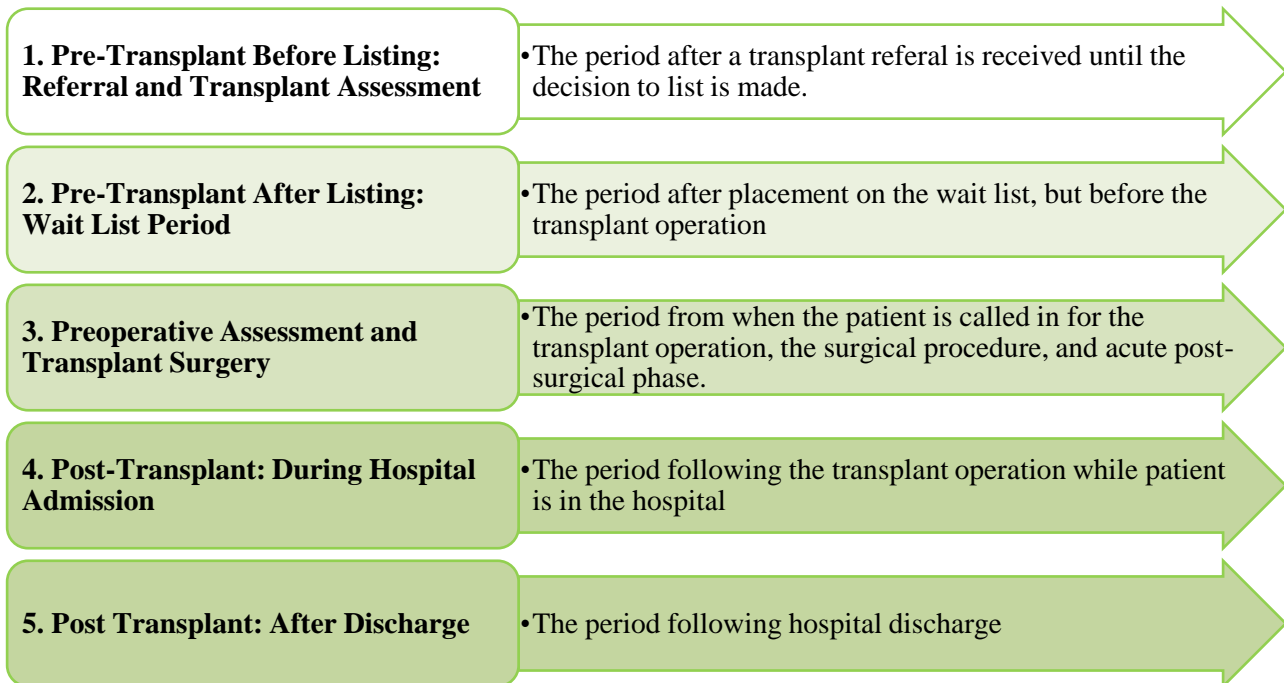 1. Pre-Transplant Before Listing:
Referral and Transplant Assessment
•The period after a transplant referal is received until the
decision to list is made.
2. Pre-Transplant After Listing:
Wait List Period
•The period after placement on the wait list, but before the
transplant operation
3. Preoperative Assessment and
Transplant Surgery
•The period from when the patient is called in for the
transplant operation, the surgical procedure, and acute post-
surgical phase.
4. Post-Transplant: During Hospital
Admission
•The period following the transplant operation while patient
is in the hospital
5. Post Transplant: After Discharge
•The period following hospital discharge